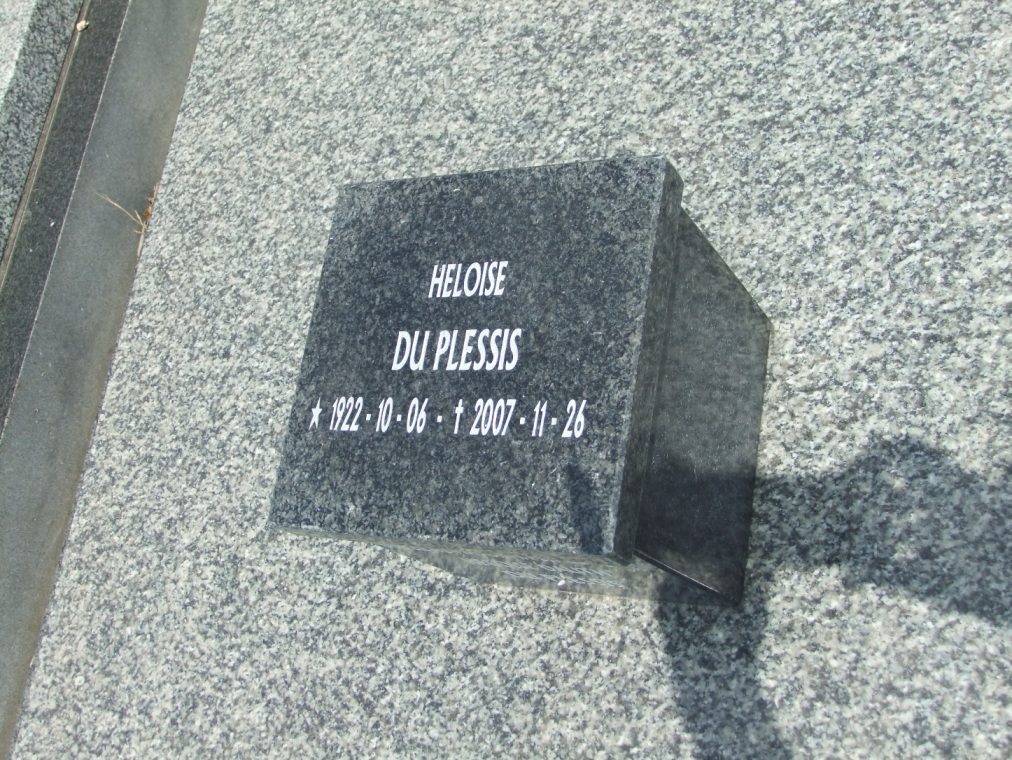 HELOISE
DU PLESSIS
★ 1922 - 10 - 06 - † 2007 - 11 - 26